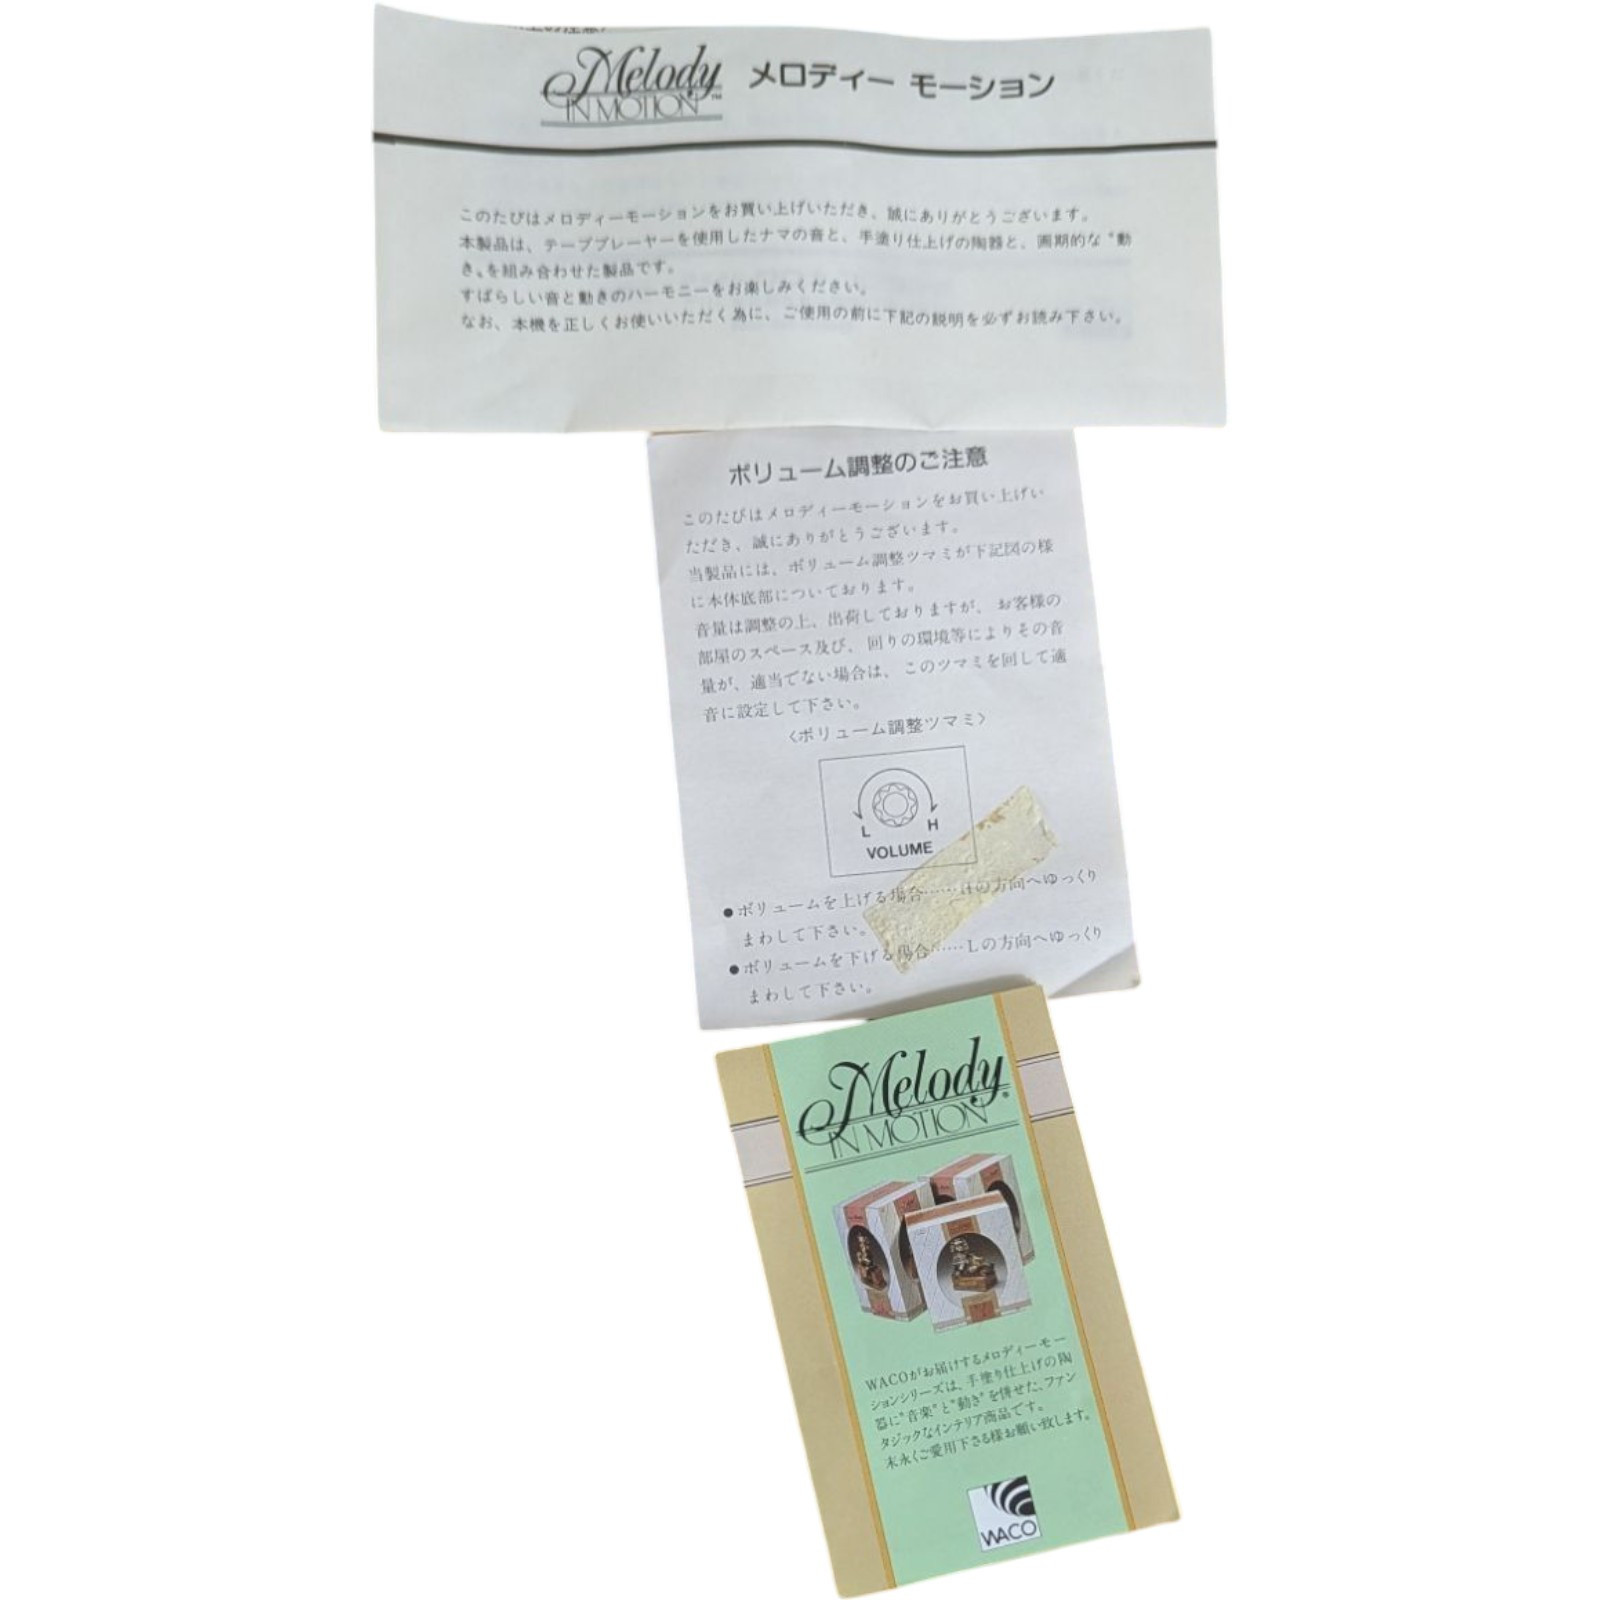 Melody
IN MOTION™
メロディー モーション
このたびはメロディーモーションをお買い上げいただき、誠にありがとうございます。
本製品は、テーププレーヤーを使用したナマの音と、手塗り仕上げの陶器と、画期的な“動
き”を組み合わせた製品です。
すばらしい音と動きのハーモニーをお楽しみください。
なお、本機を正しくお使いいただく為に、ご使用の前に下記の説明を必ずお読み下さい。
ボリューム調整のご注意
このたびはメロディーモーションをお買い上げい
ただき、誠にありがとうございます。
当製品には、ボリューム調整ツマミが下記図の様
に本体底部についております。
音量は調整の上、出荷しておりますが、お客様の
部屋のスペース及び、回りの環境等によりその音
量が、適当でない場合は、このツマミを回して適
音に設定して下さい。
〈ボリューム調整ツマミ〉
L H
VOLUME
●ボリュームを上げる場合……Hの方向へゆっくり
まわして下さい。
●ボリュームを下げる場合……Lの方向へゆっくり
まわして下さい。
Melody®
IN MOTION
WACOがお届けするメロディーモー
ションシリーズは、手塗り仕上げの陶
器に“音楽”と“動き”を併せた、ファン
タジックなインテリア商品です。
末永くご愛用下さる様お願い致します。
WACO